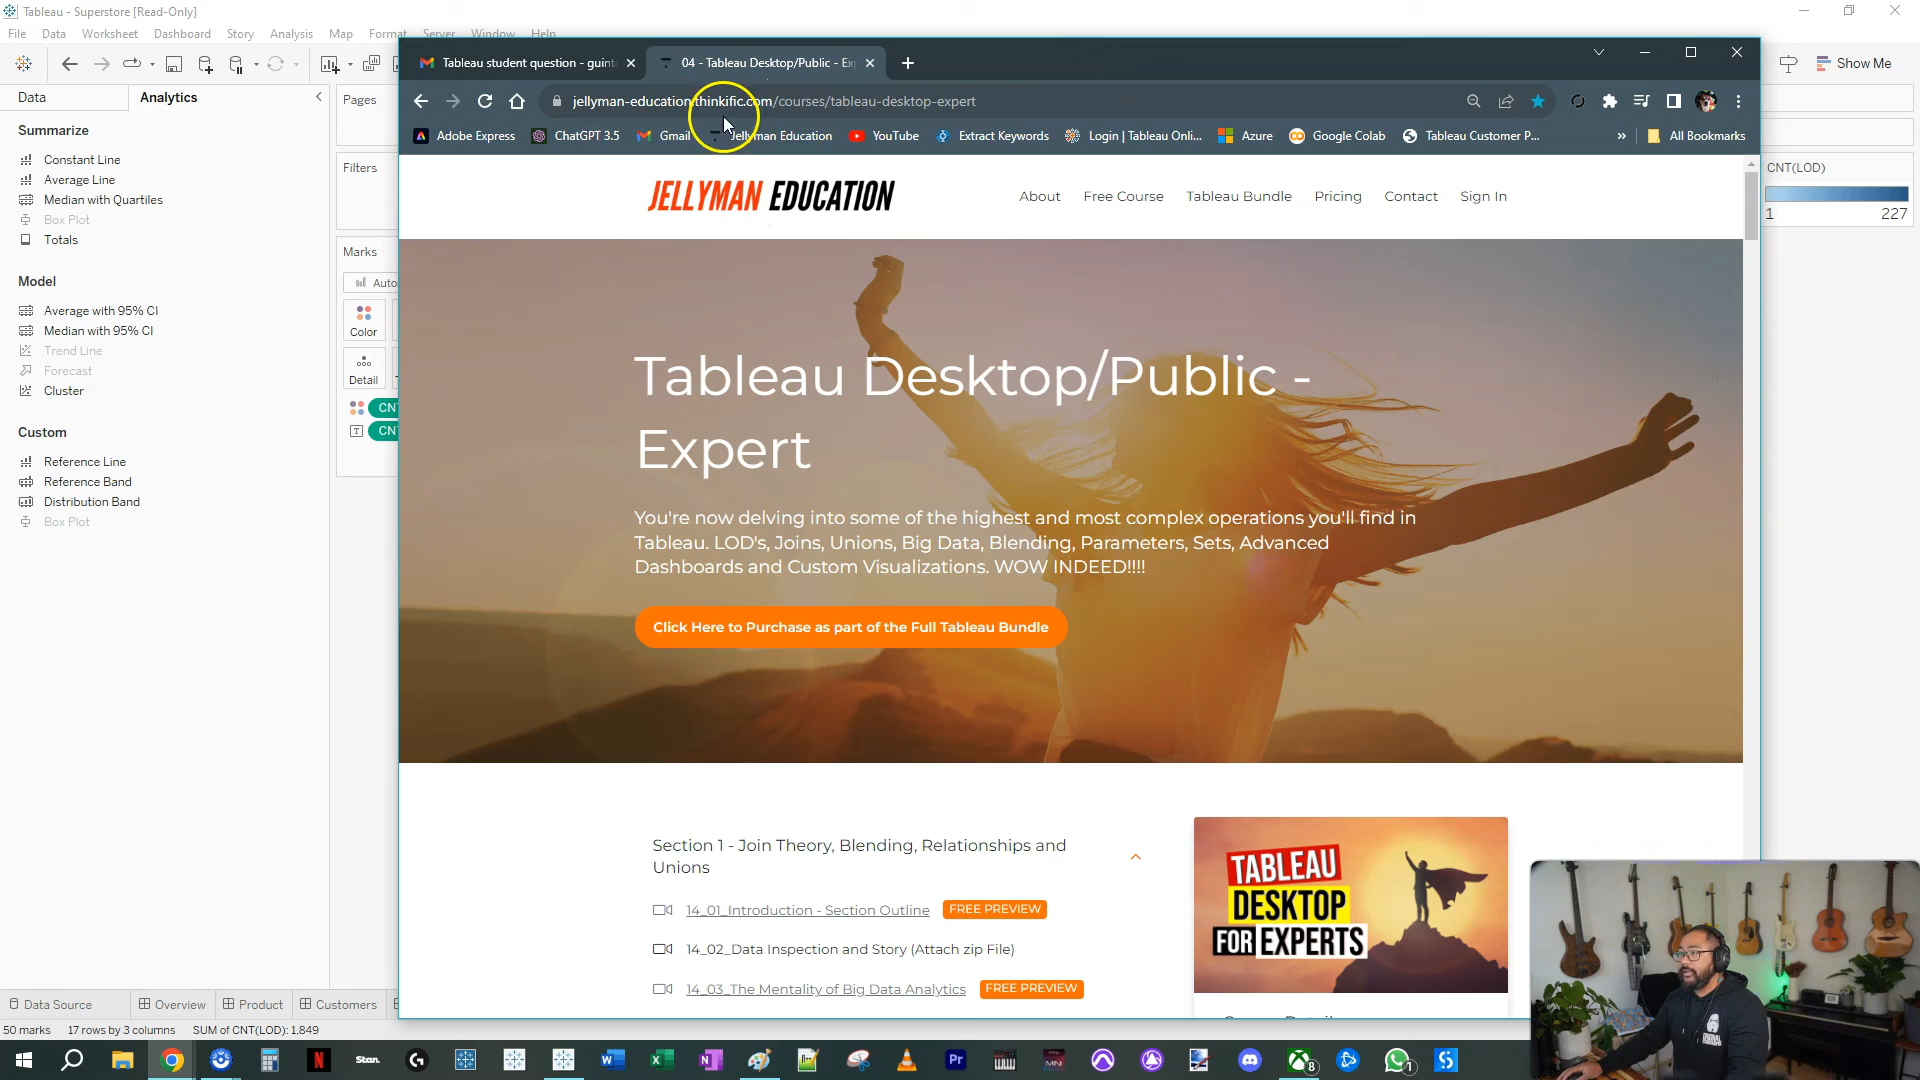 Tableau - Superstore [Read-Only]
File Data Worksheet Dashboard Story Analysis Map Format Server Window Help
Show Me
Data Analytics
Summarize
Constant Line
Average Line
Median with Quartiles
Box Plot
Totals
Model
Average with 95% CI
Median with 95% CI
Trend Line
Forecast
Cluster
Custom
Reference Line
Reference Band
Distribution Band
Box Plot
Pages
Filters
Marks
Color
Detail
Tableau student question - guint
04 - Tableau Desktop/Public - Ex
jellyman-education.thinkific.com/courses/tableau-desktop-expert
Adobe Express ChatGPT 3.5 Gmail Jellyman Education YouTube Extract Keywords Login | Tableau Onli... Azure Google Colab Tableau Customer P... » All Bookmarks
JELLYMAN EDUCATION
About Free Course Tableau Bundle Pricing Contact Sign In
Tableau Desktop/Public -
Expert
You're now delving into some of the highest and most complex operations you'll find in
Tableau. LOD's, Joins, Unions, Big Data, Blending, Parameters, Sets, Advanced
Dashboards and Custom Visualizations. WOW INDEED!!!!
Click Here to Purchase as part of the Full Tableau Bundle
Section 1 - Join Theory, Blending, Relationships and
Unions
14_01_Introduction - Section Outline FREE PREVIEW
14_02_Data Inspection and Story (Attach zip File)
14_03_The Mentality of Big Data Analytics FREE PREVIEW
TABLEAU
DESKTOP
FOR EXPERTS
CNT(LOD)
1 227
Data Source Overview Product Customers
50 marks 17 rows by 3 columns SUM of CNT(LOD): 1,849
Stan.
8
1